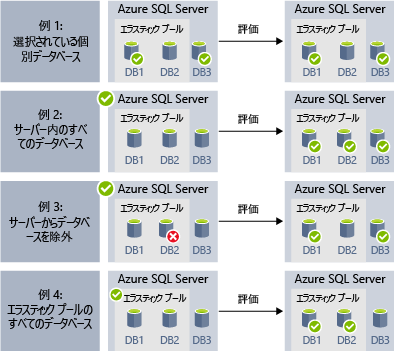 例 1:
選択されている個
別データベース
Azure SQL Server
エラスティック プール
DB1 DB2 DB3
評価
Azure SQL Server
エラスティック プール
DB1 DB2 DB3
例 2:
サーバー内のすべ
てのデータベース
Azure SQL Server
エラスティック プール
DB1 DB2 DB3
評価
Azure SQL Server
エラスティック プール
DB1 DB2 DB3
例 3:
サーバーからデータベ
ースを除外
Azure SQL Server
エラスティック プール
DB1 DB2 DB3
評価
Azure SQL Server
エラスティック プール
DB1 DB2 DB3
例 4:
エラスティック プールの
すべてのデータベース
Azure SQL Server
エラスティック プール
DB1 DB2 DB3
評価
Azure SQL Server
エラスティック プール
DB1 DB2 DB3